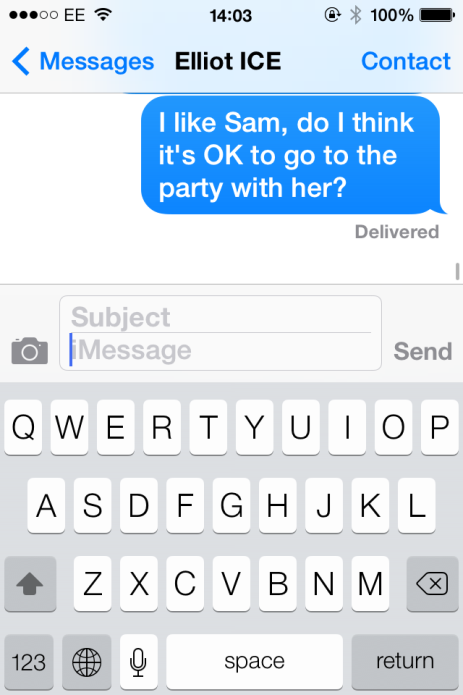 EE 14:03 100%
Messages Elliot ICE Contact
I like Sam, do I think
it's OK to go to the
party with her?
Delivered
Subject
iMessage
Send
Q W E R T Y U I O P
A S D F G H J K L
Z X C V B N M
123 space return